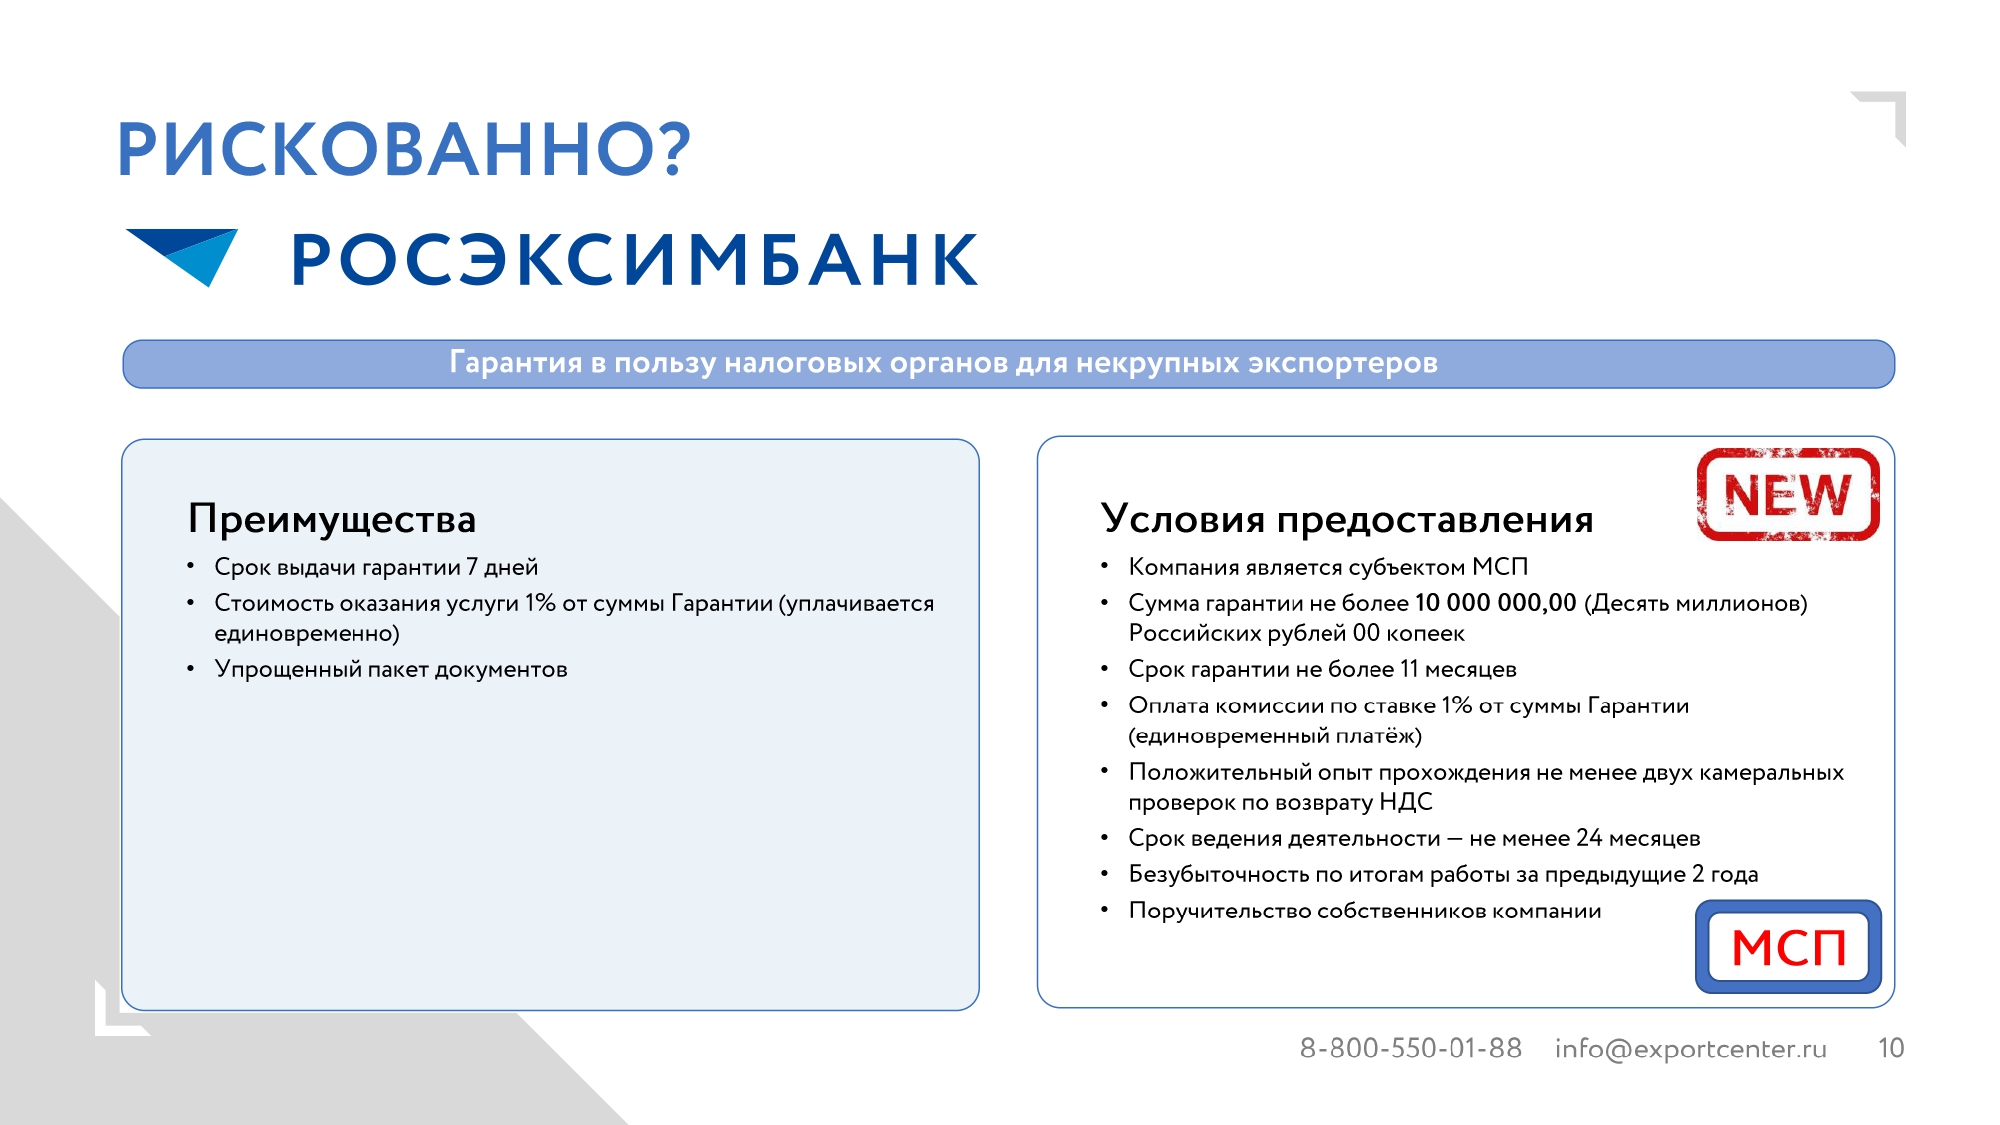 РИСКОВАННО?
РОСЭКСИМБАНК
Гарантия в пользу налоговых органов для некрупных экспортеров
Преимущества
• Срок выдачи гарантии 7 дней
• Стоимость оказания услуги 1% от суммы Гарантии (уплачивается
единовременно)
• Упрощенный пакет документов
NEW
Условия предоставления
• Компания является субъектом МСП
• Сумма гарантии не более 10 000 000,00 (Десять миллионов)
Российских рублей 00 копеек
• Срок гарантии не более 11 месяцев
• Оплата комиссии по ставке 1% от суммы Гарантии
(единовременный платёж)
• Положительный опыт прохождения не менее двух камеральных
проверок по возврату НДС
• Срок ведения деятельности – не менее 24 месяцев
• Безубыточность по итогам работы за предыдущие 2 года
• Поручительство собственников компании
МСП
8-800-550-01-88 info@exportcenter.ru 10